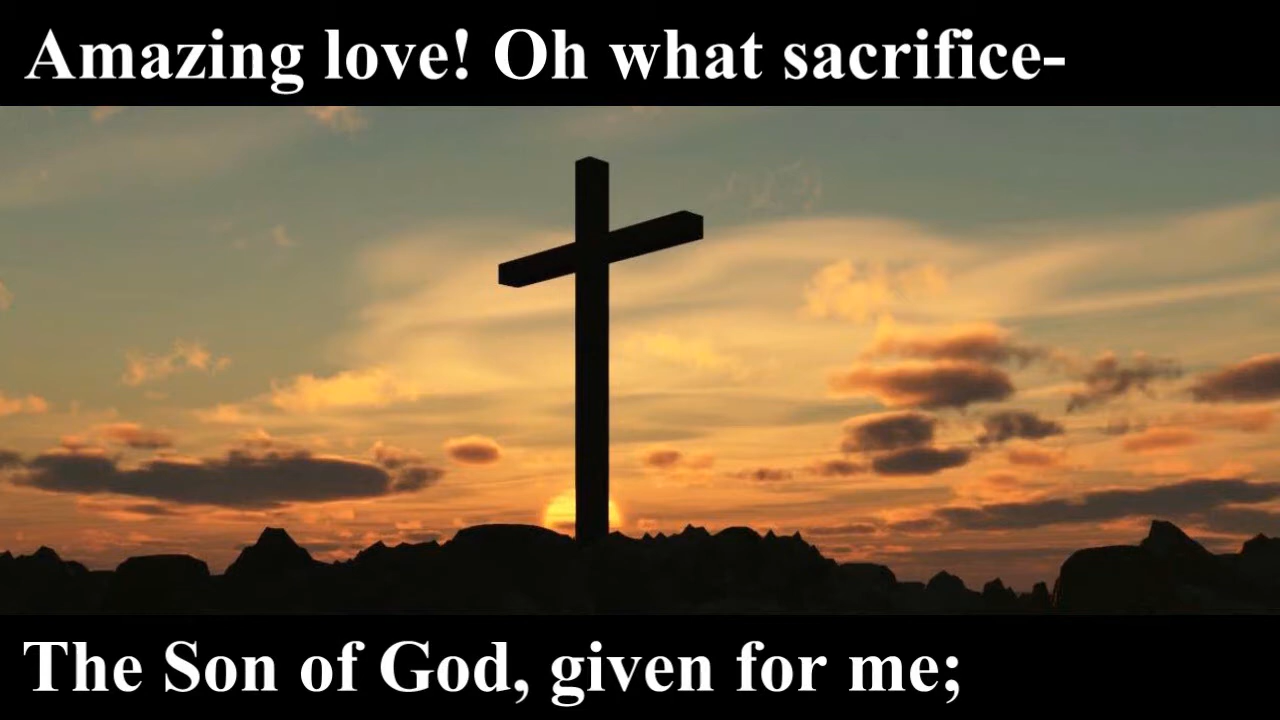 Amazing love! Oh what sacrifice-
The Son of God, given for me;